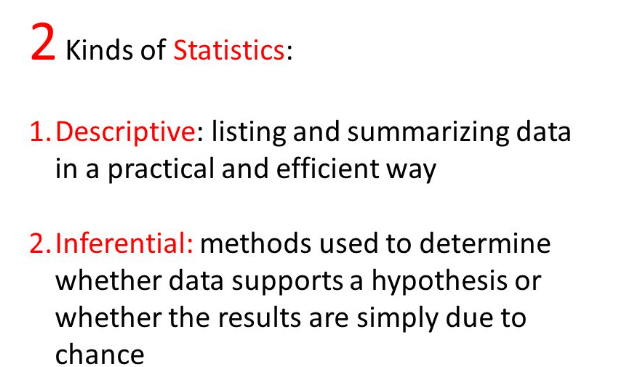 2 Kinds of Statistics:
1. Descriptive: listing and summarizing data
in a practical and efficient way
2. Inferential: methods used to determine
whether data supports a hypothesis or
whether the results are simply due to
chance